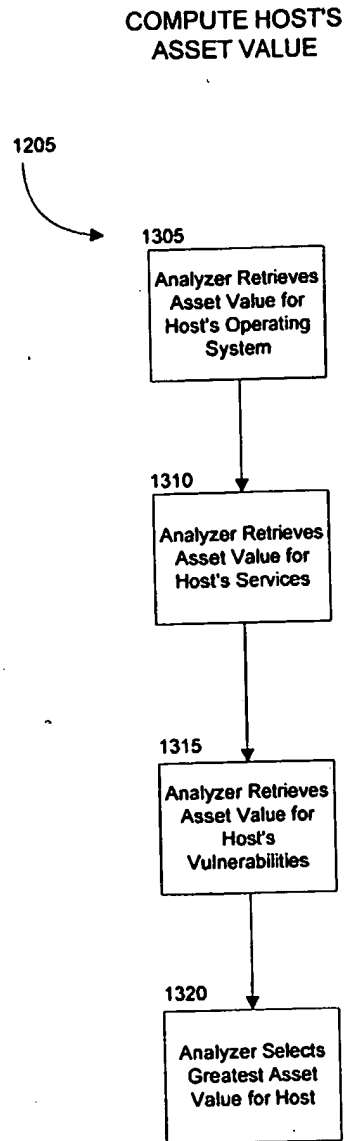 COMPUTE HOST'S
ASSET VALUE
1205
1305
Analyzer Retrieves
Asset Value for
Host's Operating
System
1310
Analyzer Retrieves
Asset Value for
Host's Services
1315
Analyzer Retrieves
Asset Value for
Host's
Vulnerabilities
1320
Analyzer Selects
Greatest Asset
Value for Host